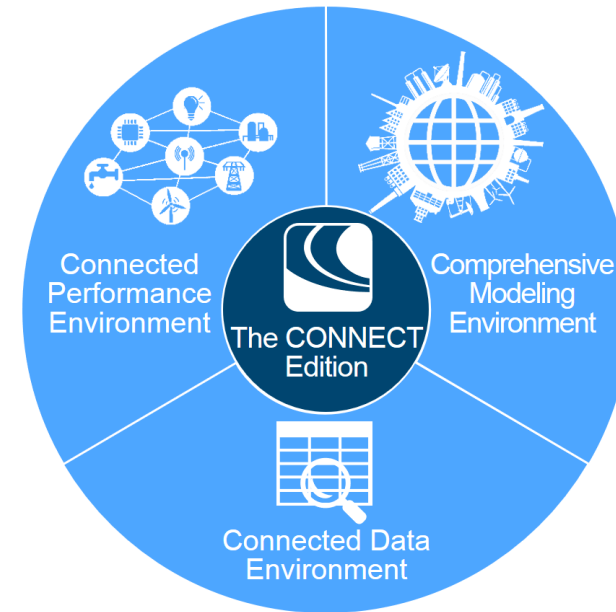 Connected
Performance
Environment
Comprehensive
Modeling
Environment
The CONNECT
Edition
Connected Data
Environment